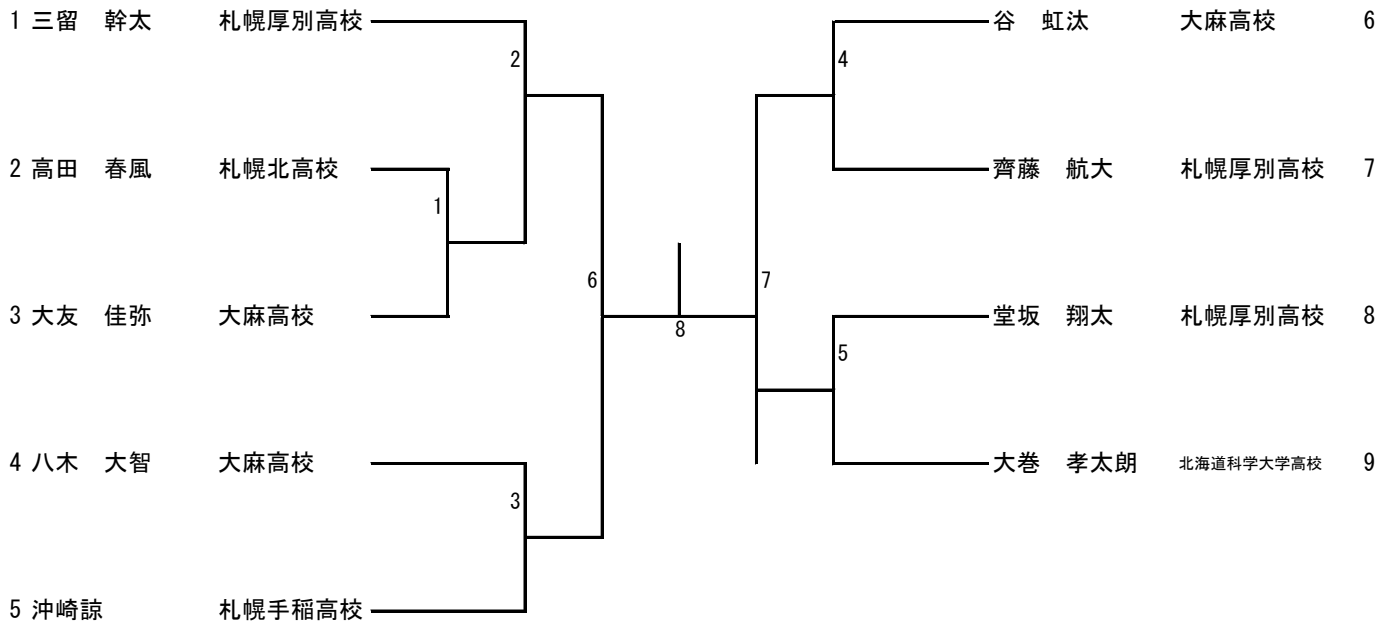 1 三留　幹太　札幌厚別高校
谷　虹汰　大麻高校　6
2
4
2 高田　春風　札幌北高校
齊藤　航大　札幌厚別高校　7
1
6
7
3 大友　佳弥　大麻高校
堂坂　翔太　札幌厚別高校　8
8
5
4 八木　大智　大麻高校
大巻　孝太朗　北海道科学大学高校　9
3
5 沖崎諒　札幌手稲高校